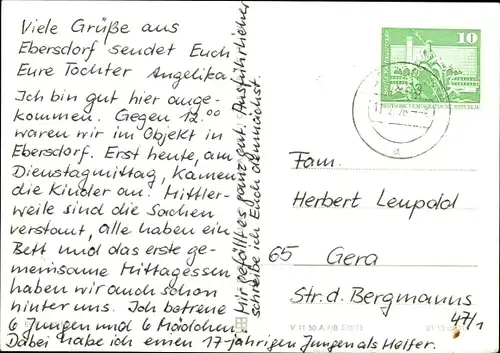 Viele Grüße aus
Ebersdorf sendet Euch
Eure Tochter Angelika
Ich bin gut hier ange-
kommen. Gegen 12.00
waren wir im Objekt in
Ebersdorf. Erst heute, am
Dienstagmittag, kamen
die Kinder an. Mittler-
weile sind die Sachen
verstaut, alle haben ein
Bett und das erste ge-
meinsame Mittagessen
haben wir auch schon
hinter uns. Ich betreue
6 Jungen und 6 Mädchen.
Dabei habe ich einen 17-jährigen Jungen als Helfer.
Mir gefällt es ganz gut. Ausführlicher
schreibe ich Euch demnächst.
10
DEUTSCHE DEMOKRATISCHE REPUBLIK
Fam.
Herbert Leupold
65 Gera
Str. d. Bergmanns
47/1
V 11 50 A 1/B